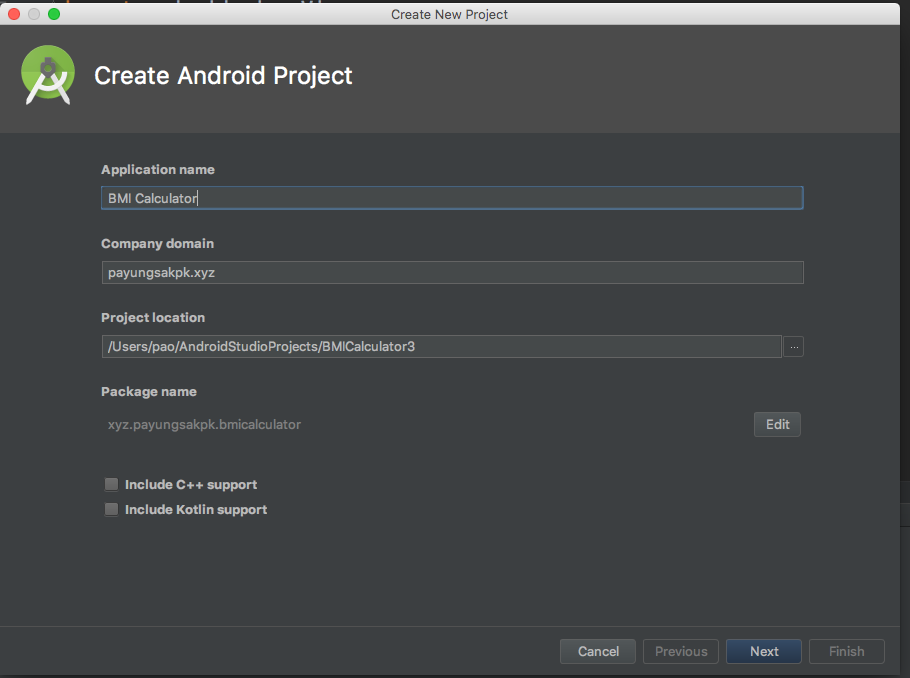 Create New Project
Create Android Project
Application name
BMI Calculator
Company domain
payungsakpk.xyz
Project location
/Users/pao/AndroidStudioProjects/BMICalculator3
...
Package name
xyz.payungsakpk.bmicalculator
Edit
Include C++ support
Include Kotlin support
Cancel Previous Next Finish